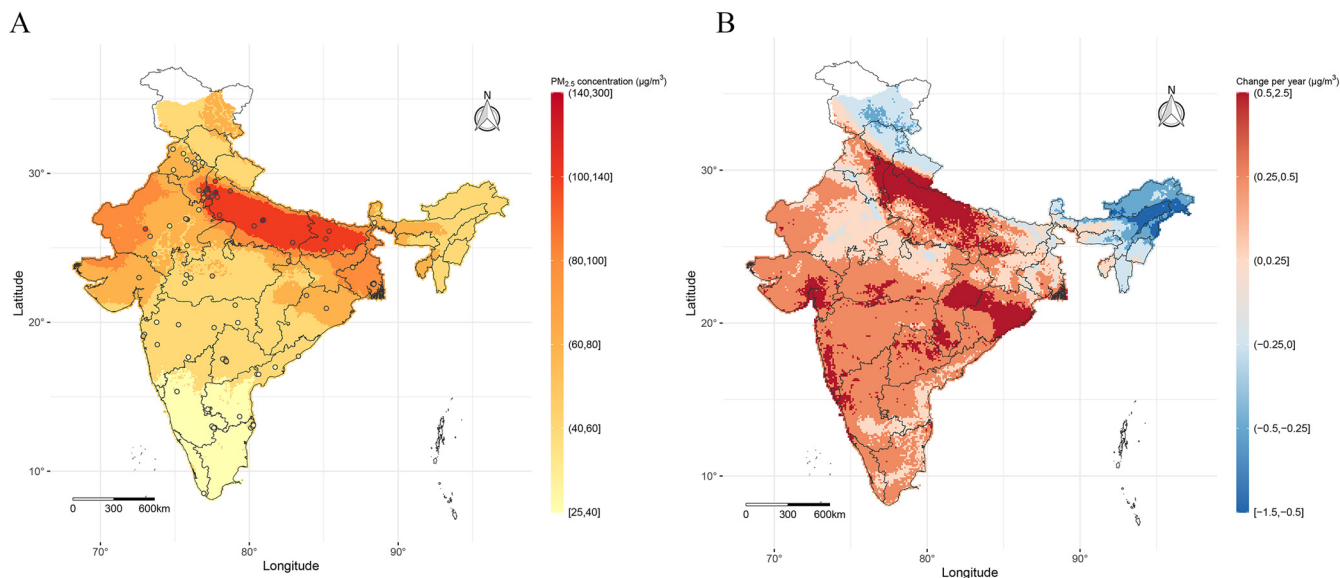 A
PM2.5 concentration (µg/m³)
(140,300]
(100,140]
(80,100]
(60,80]
(40,60]
[25,40]
N
30°
20°
10°
Latitude
0 300 600km
70° 80° 90°
Longitude
B
Change per year (µg/m³)
(0.5,2.5]
(0.25,0.5]
(0,0.25]
(−0.25,0]
(−0.5,−0.25]
[−1.5,−0.5]
N
30°
20°
10°
Latitude
0 300 600km
70° 80° 90°
Longitude